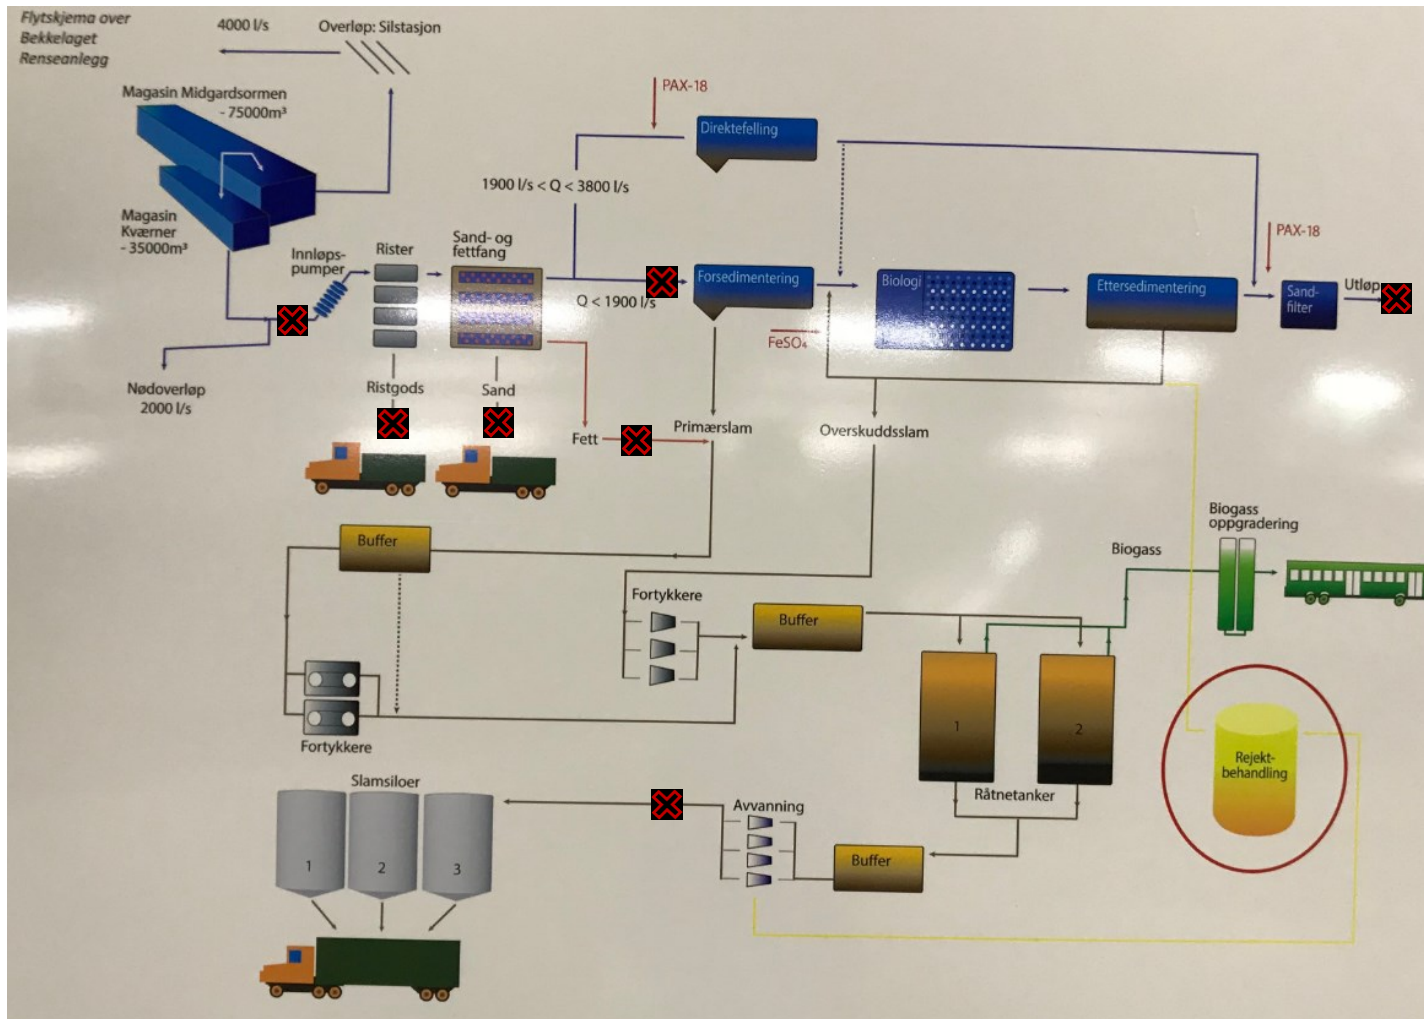 Flytskjema over
Bekkelaget
Renseanlegg
4000 l/s
Overløp: Silstasjon
Magasin Midgardsormen
- 75000m³
PAX-18
Direktefelling
1900 l/s < Q < 3800 l/s
Magasin
Kværner
- 35000m³
Innløps-
pumper
Rister
Sand- og
fettfang
PAX-18
Forsedimentering
Biologi
Ettersedimentering
Sand-
filter
Utløp
Q < 1900 l/s
FeSO₄
Nødoverløp
2000 l/s
Ristgods
Sand
Fett
Primærslam
Overskuddsslam
Buffer
Biogass
oppgradering
Biogass
Fortykkere
Buffer
1
2
Fortykkere
Rejekt-
behandling
Slamsiloer
Råtnetanker
Avvanning
Buffer
1
2
3